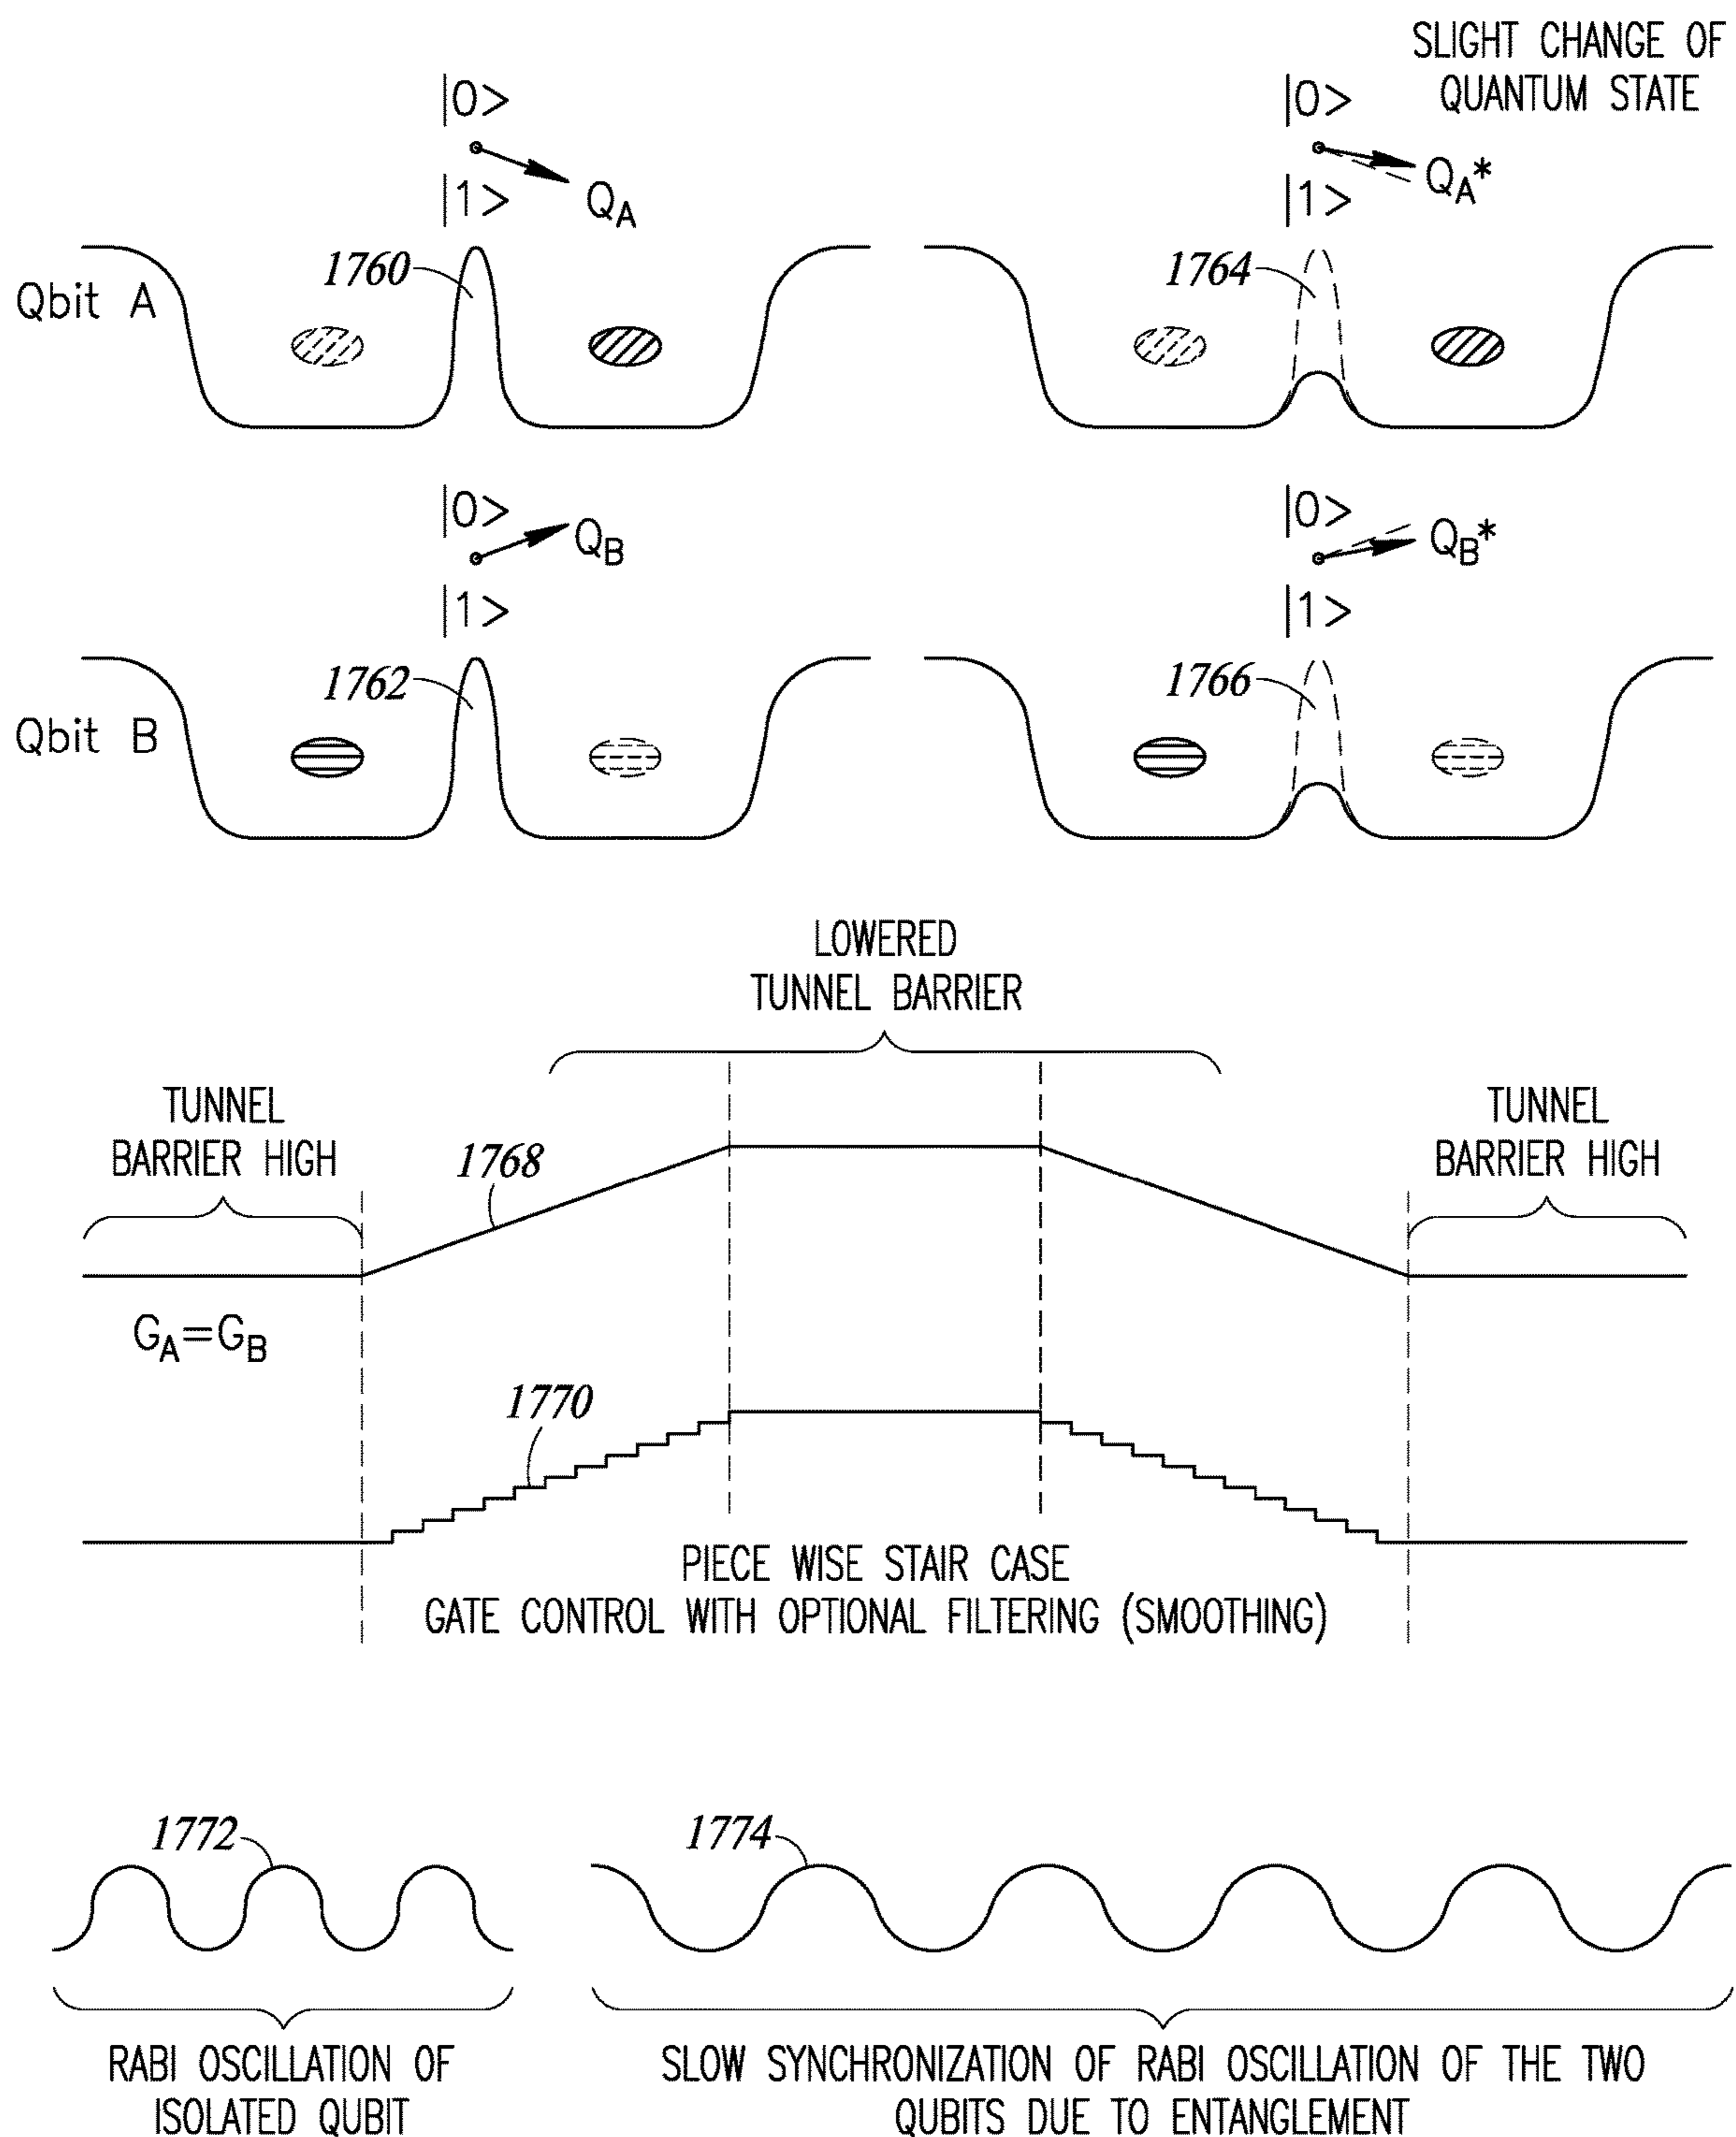 SLIGHT CHANGE OF
QUANTUM STATE
|0>
|1>
Q_A
|0>
|1>
Q_A*
Qbit A
1760
1764
|0>
|1>
Q_B
|0>
|1>
Q_B*
Qbit B
1762
1766
LOWERED
TUNNEL BARRIER
TUNNEL
BARRIER HIGH
1768
TUNNEL
BARRIER HIGH
G_A=G_B
1770
PIECE WISE STAIR CASE
GATE CONTROL WITH OPTIONAL FILTERING (SMOOTHING)
1772
1774
RABI OSCILLATION OF
ISOLATED QUBIT
SLOW SYNCHRONIZATION OF RABI OSCILLATION OF THE TWO
QUBITS DUE TO ENTANGLEMENT